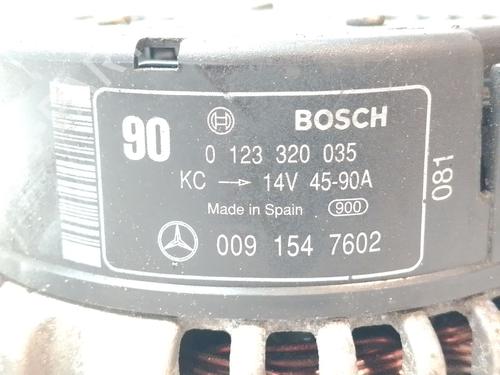 90 BOSCH
0 123 320 035
KC → 14V 45-90A
Made in Spain 900
009 154 7602
081